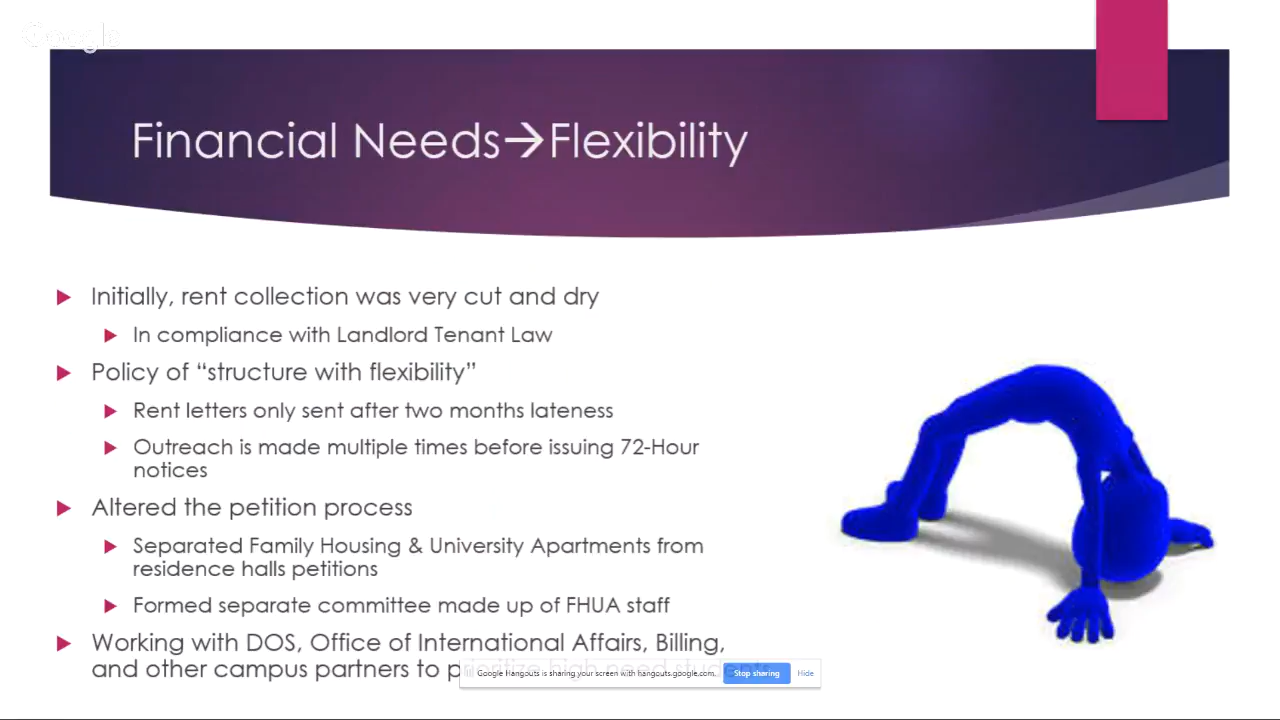 Google
Financial Needs→Flexibility
Initially, rent collection was very cut and dry
In compliance with Landlord Tenant Law
Policy of “structure with flexibility”
Rent letters only sent after two months lateness
Outreach is made multiple times before issuing 72-Hour
notices
Altered the petition process
Separated Family Housing & University Apartments from
residence halls petitions
Formed separate committee made up of FHUA staff
Working with DOS, Office of International Affairs, Billing,
and other campus partners to prioritize high need students
Google Hangouts is sharing your screen with hangouts.google.com.
Stop sharing
Hide